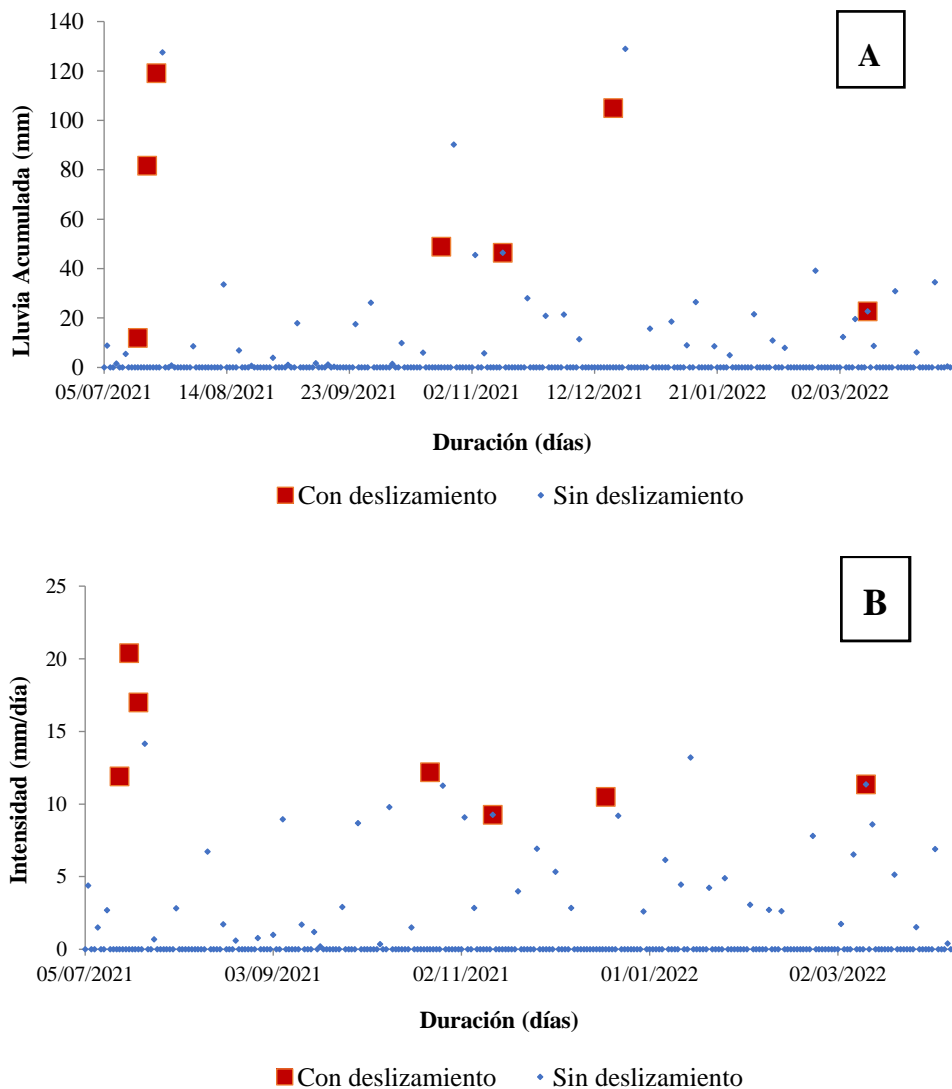 A
Lluvia Acumulada (mm)
140
120
100
80
60
40
20
0
05/07/2021 14/08/2021 23/09/2021 02/11/2021 12/12/2021 21/01/2022 02/03/2022
Duración (días)
Con deslizamiento Sin deslizamiento
B
Intensidad (mm/día)
25
20
15
10
5
0
05/07/2021 03/09/2021 02/11/2021 01/01/2022 02/03/2022
Duración (días)
Con deslizamiento Sin deslizamiento